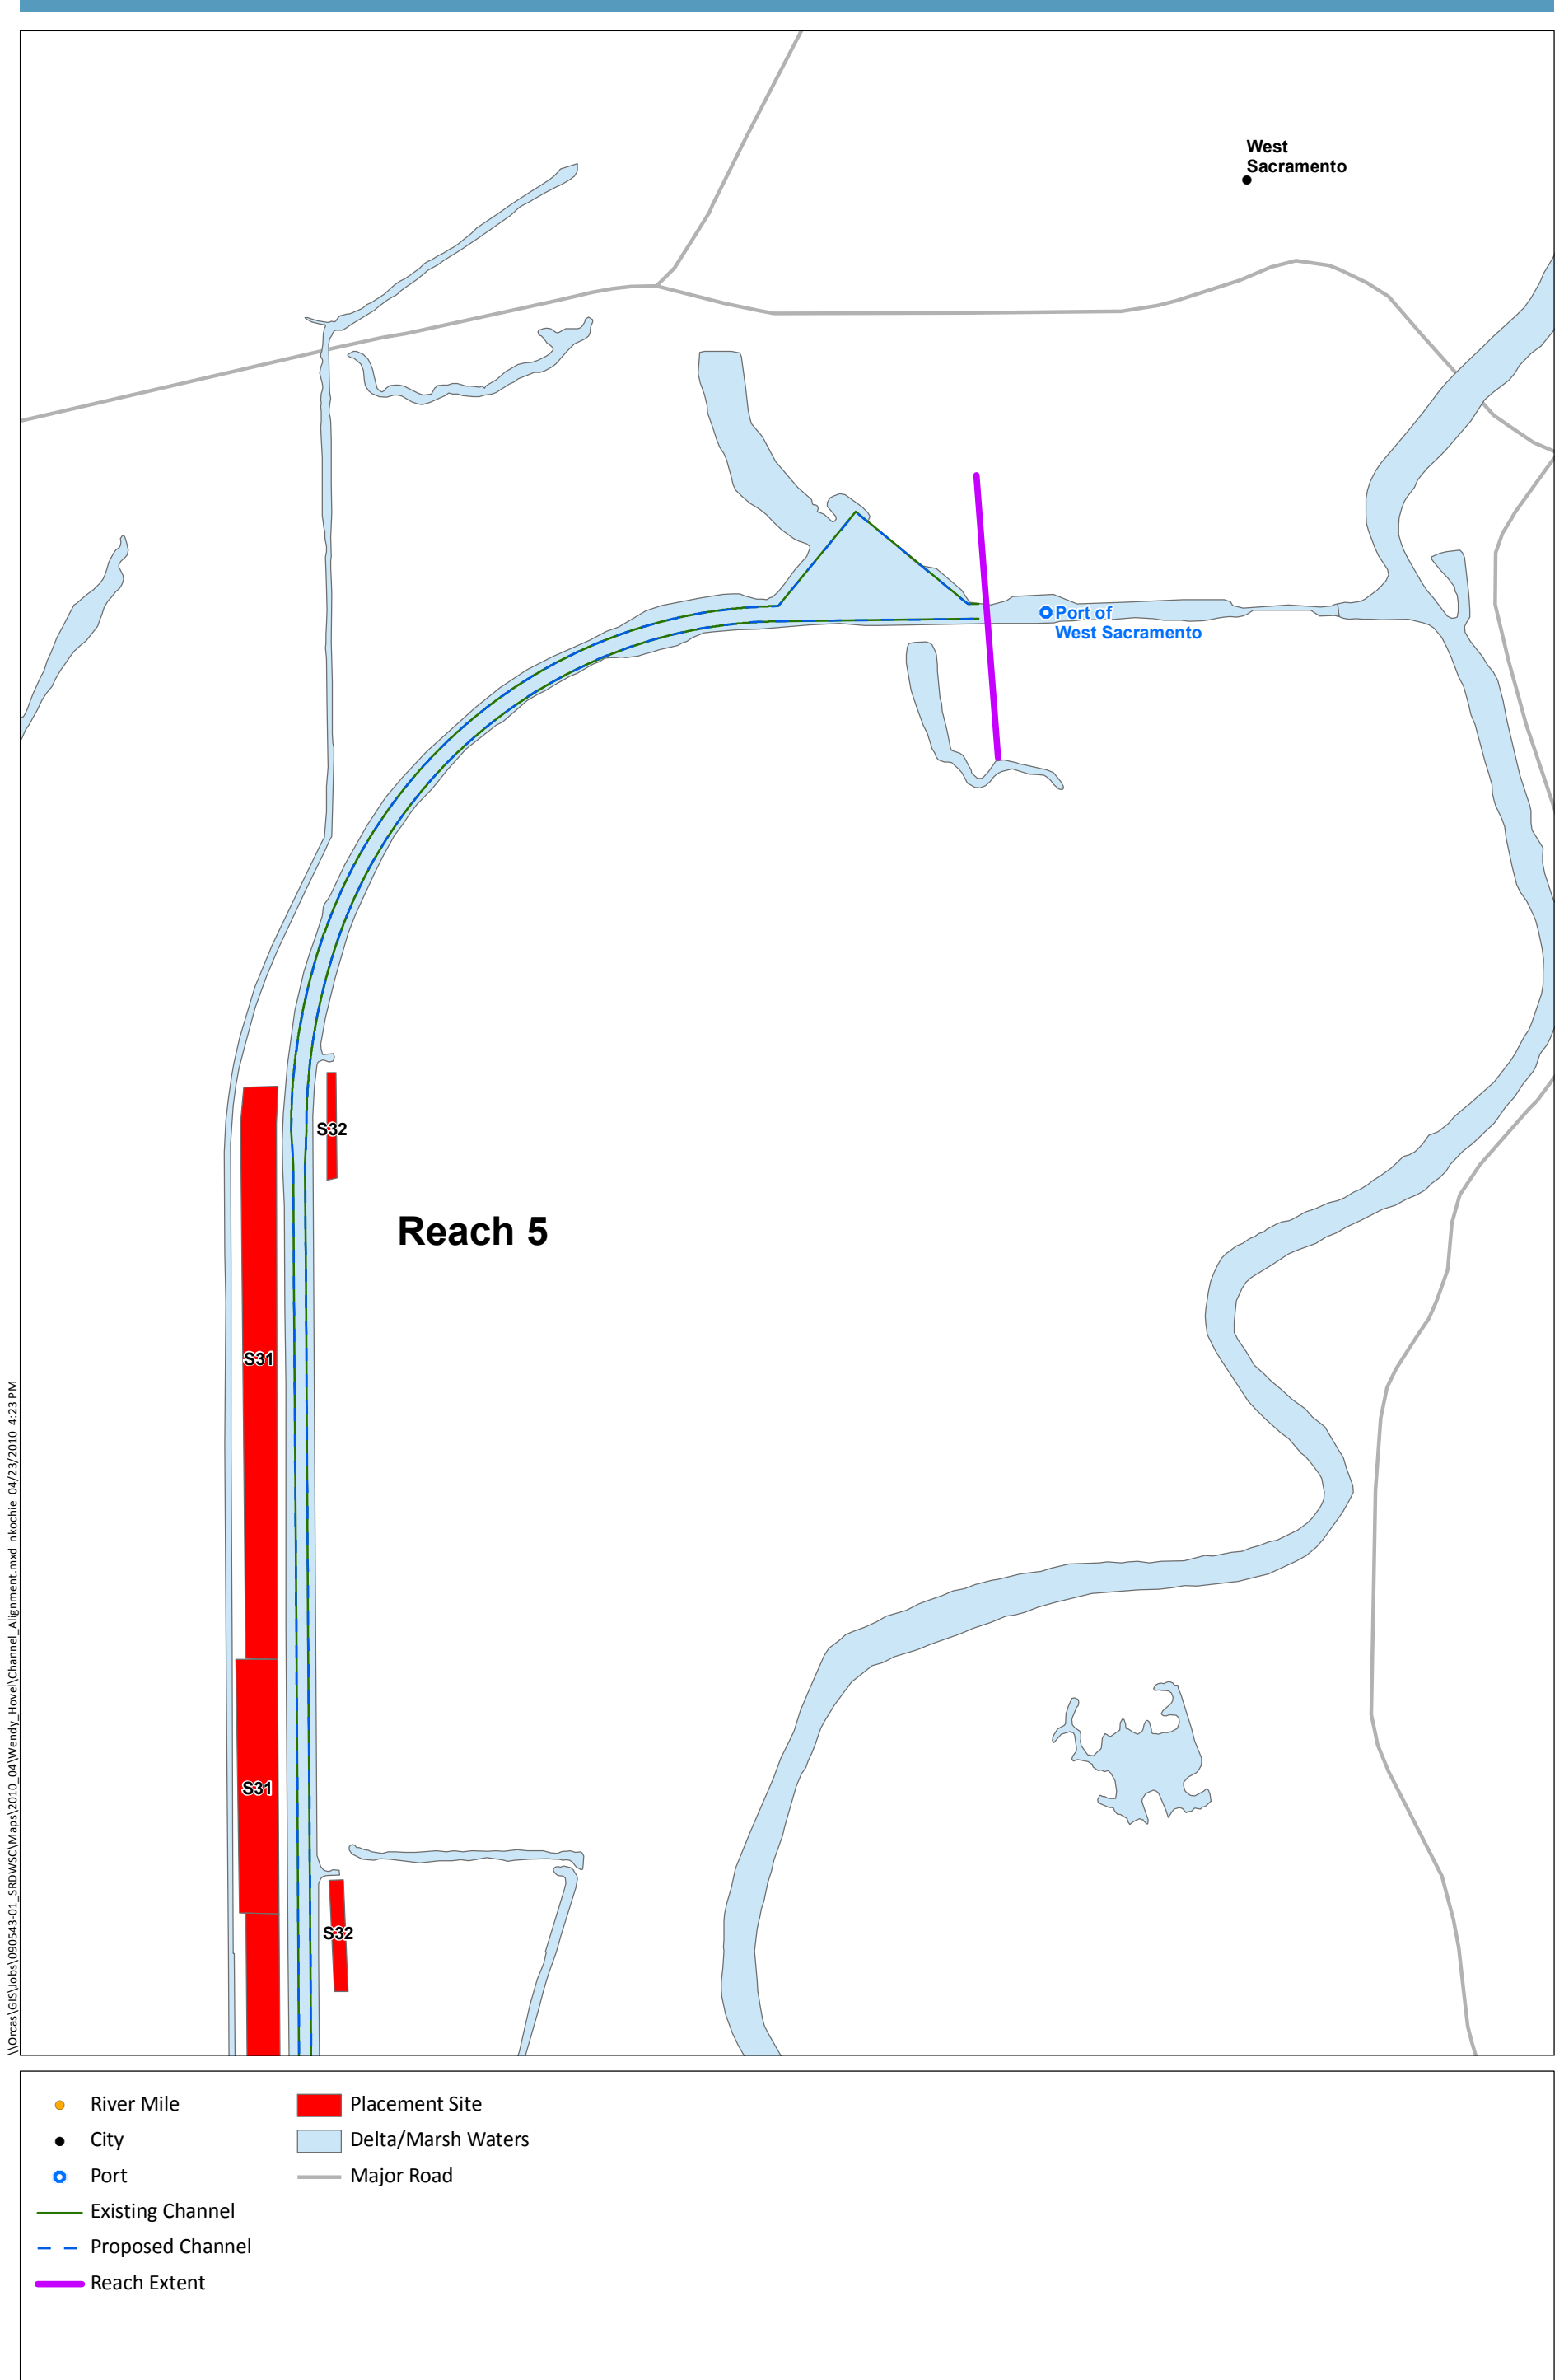 West
Sacramento
Port of
West Sacramento
S32
Reach 5
S31
S31
S32
\\Orcas\GIS\Jobs\090543-01_SRDWSC\Maps\2010_04\Wendy_Hovel\Channel_Alignment.mxd nkochie 04/23/2010 4:23 PM
River Mile
City
Port
Existing Channel
Proposed Channel
Reach Extent
Placement Site
Delta/Marsh Waters
Major Road